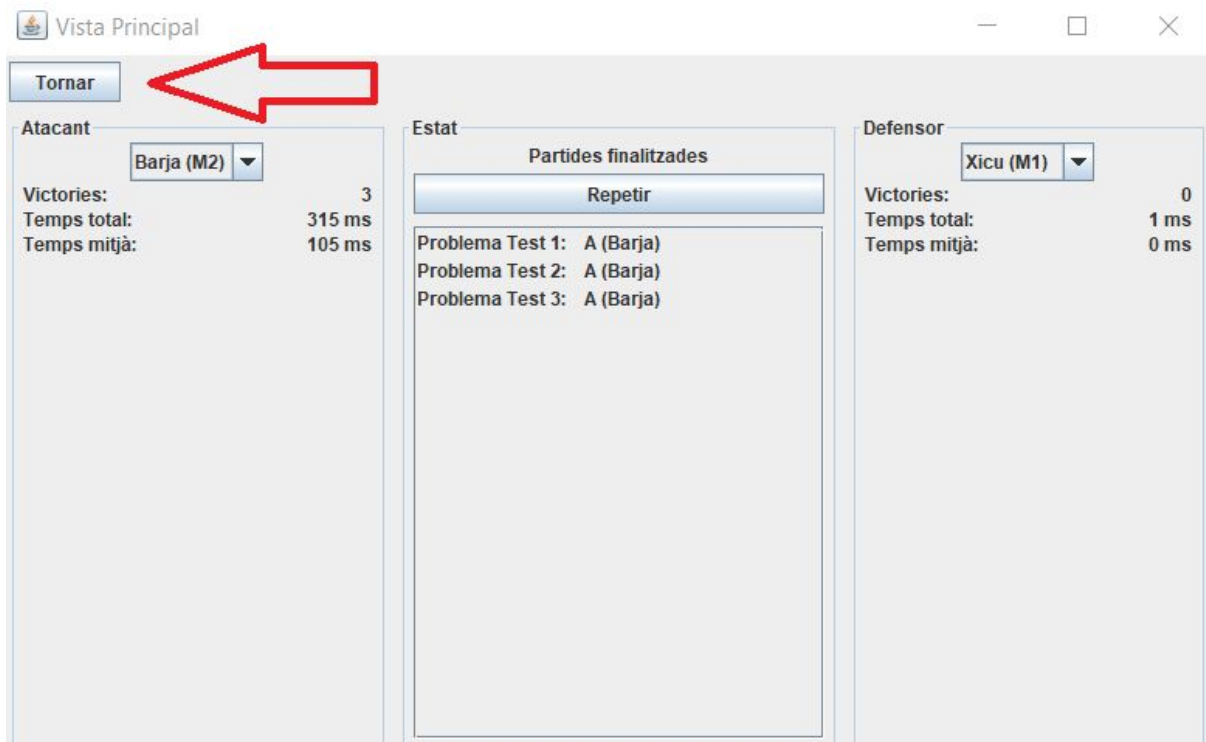 Vista Principal
Tornar
Atacant
Barja (M2)
Victories: 3
Temps total: 315 ms
Temps mitjà: 105 ms
Estat
Partides finalitzades
Repetir
Problema Test 1: A (Barja)
Problema Test 2: A (Barja)
Problema Test 3: A (Barja)
Defensor
Xicu (M1)
Victories: 0
Temps total: 1 ms
Temps mitjà: 0 ms